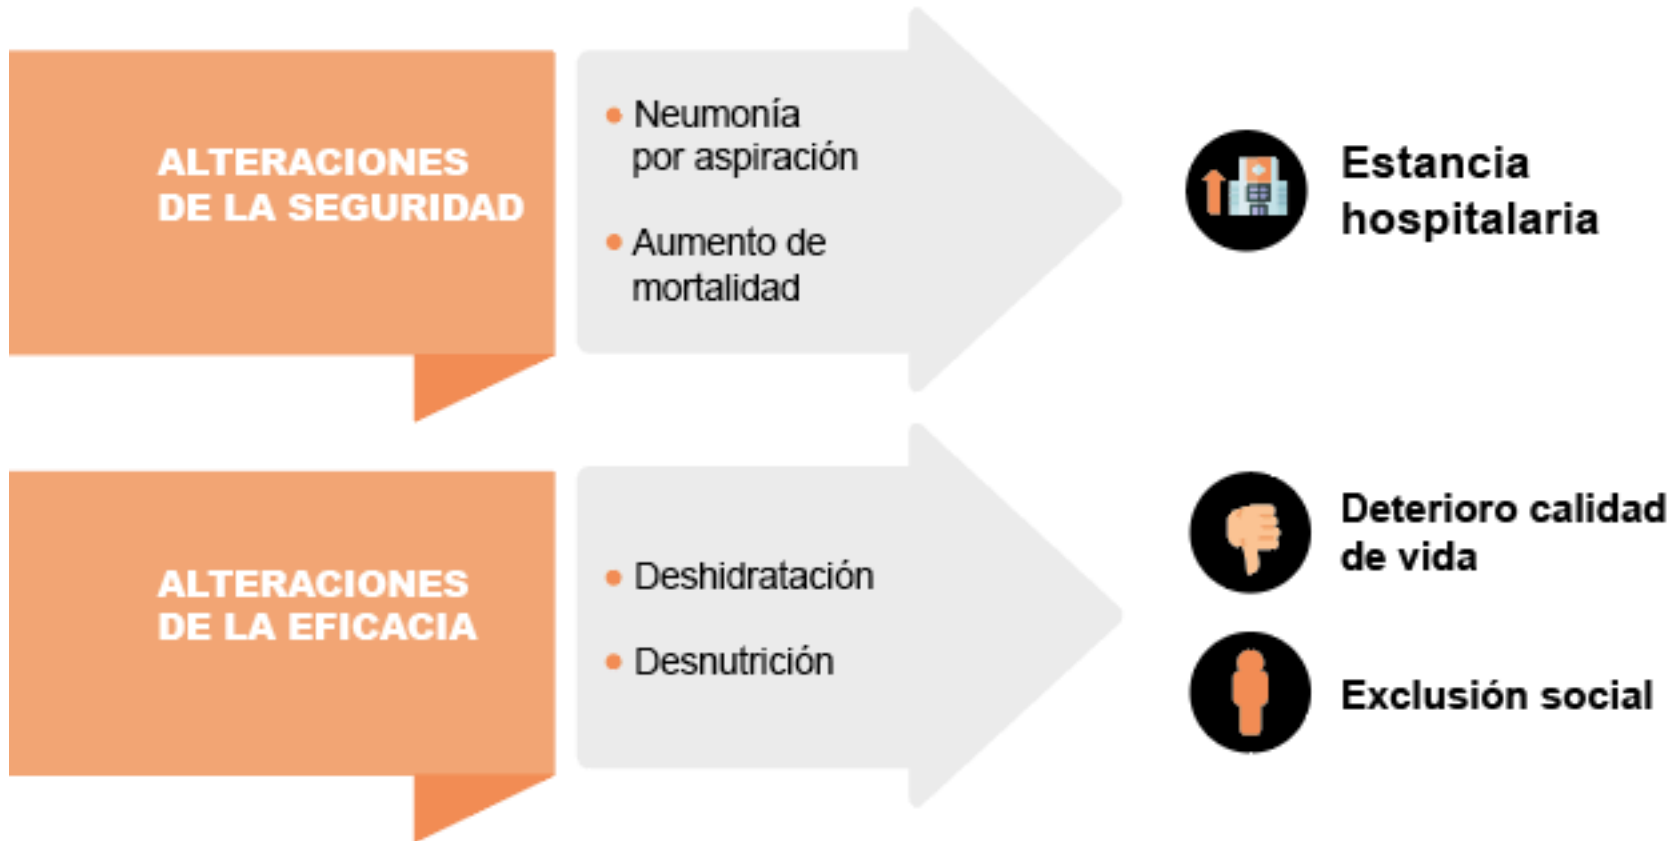 ALTERACIONES
DE LA SEGURIDAD
Neumonía
por aspiración
Aumento de
mortalidad
Estancia
hospitalaria
ALTERACIONES
DE LA EFICACIA
Deshidratación
Desnutrición
Deterioro calidad
de vida
Exclusión social